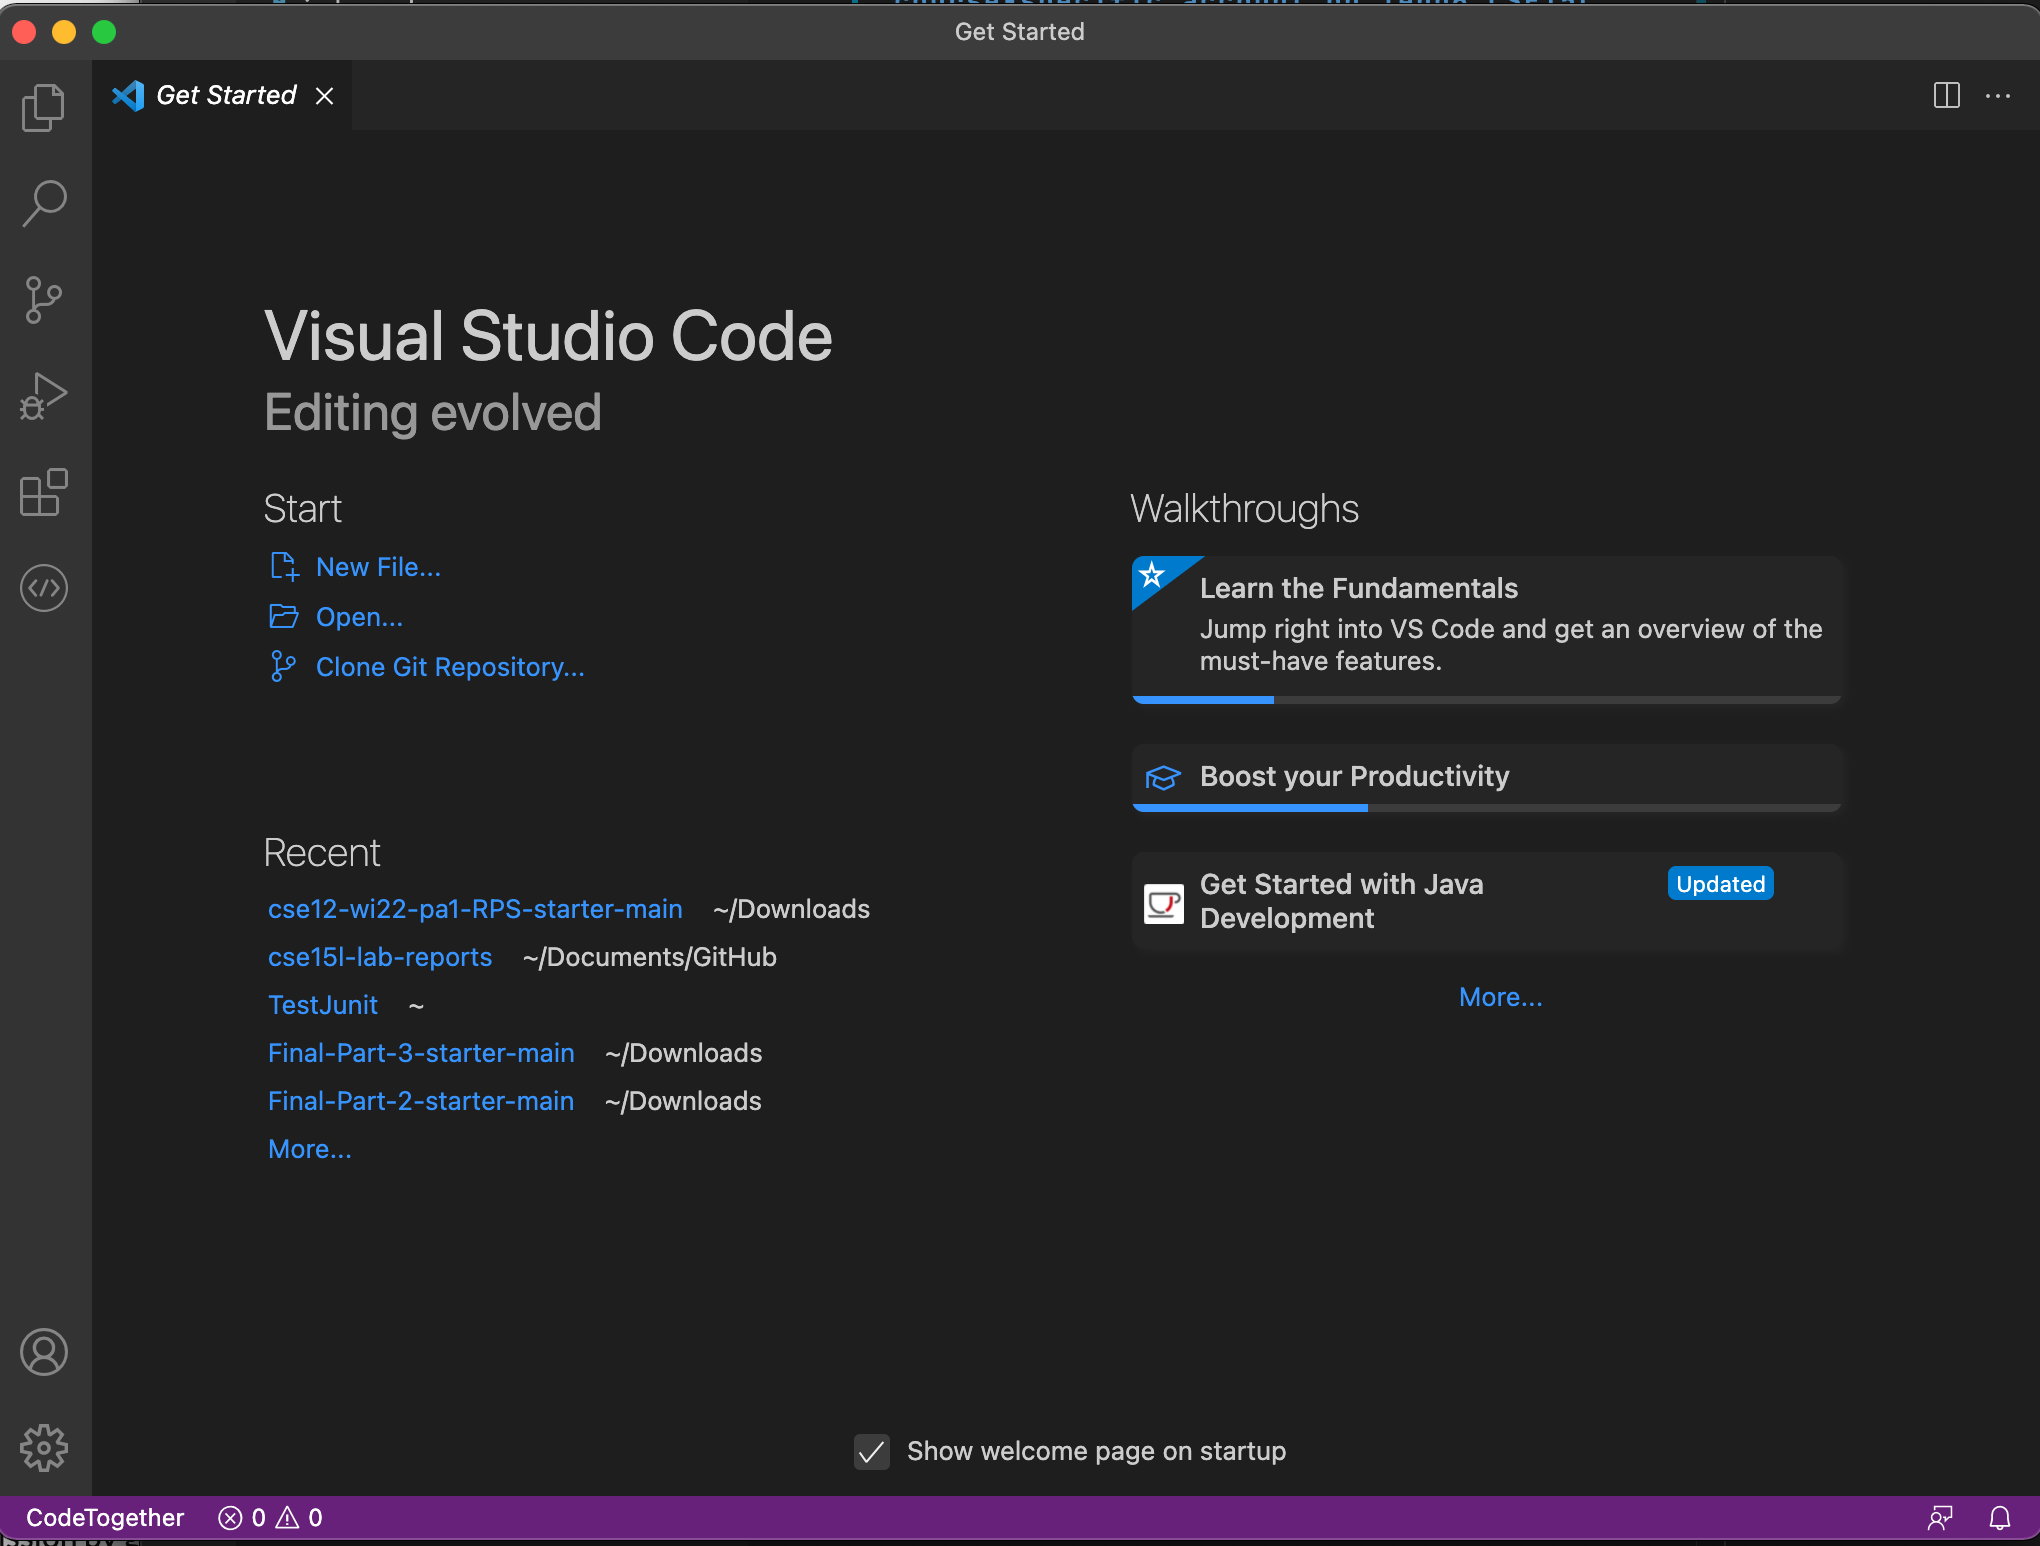 Get Started
Get Started
Visual Studio Code
Editing evolved
Start
New File...
Open...
Clone Git Repository...
Recent
cse12-wi22-pa1-RPS-starter-main ~/Downloads
cse15l-lab-reports ~/Documents/GitHub
TestJunit ~
Final-Part-3-starter-main ~/Downloads
Final-Part-2-starter-main ~/Downloads
More...
Walkthroughs
Learn the Fundamentals
Jump right into VS Code and get an overview of the
must-have features.
Boost your Productivity
Get Started with Java
Development
Updated
More...
Show welcome page on startup
CodeTogether 0 0